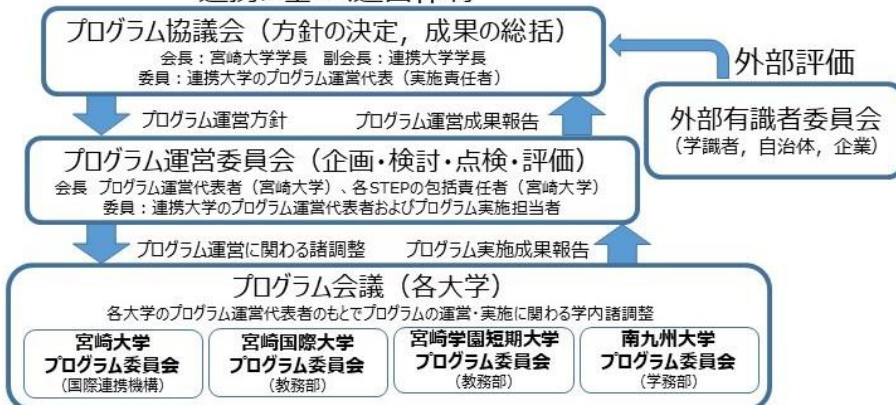 プログラム協議会（方針の決定，成果の総括）
会長：宮崎大学学長　副会長：連携大学学長
委員：連携大学のプログラム運営代表（実施責任者）
外部評価
外部有識者委員会
（学識者，自治体，企業）
プログラム運営方針
プログラム運営成果報告
プログラム運営委員会（企画・検討・点検・評価）
会長 プログラム運営代表者（宮崎大学）、各STEPの包括責任者（宮崎大学）
委員：連携大学のプログラム運営代表者およびプログラム実施担当者
プログラム運営に関わる諸調整
プログラム実施成果報告
プログラム会議（各大学）
各大学のプログラム運営代表者のもとでプログラムの運営・実施に関わる学内諸調整
宮崎大学
プログラム委員会
（国際連携機構）
宮崎国際大学
プログラム委員会
（教務部）
宮崎学園短期大学
プログラム委員会
（教務部）
南九州大学
プログラム委員会
（学務部）